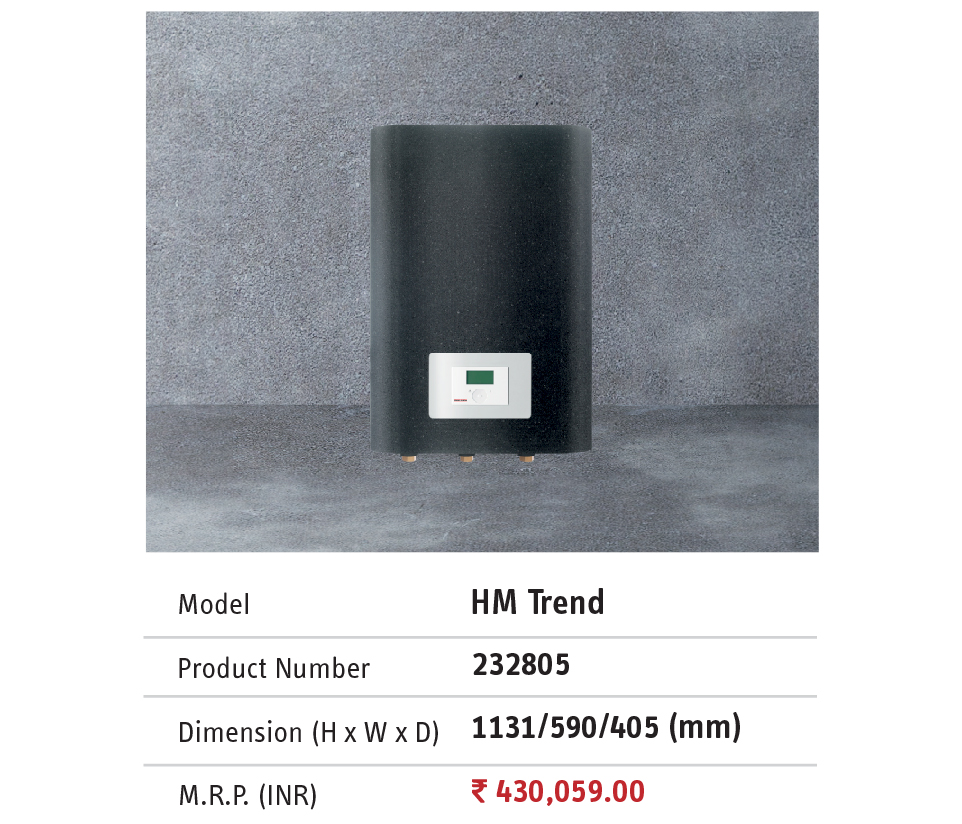 Model HM Trend
Product Number 232805
Dimension (H x W x D) 1131/590/405 (mm)
M.R.P. (INR) ₹ 430,059.00